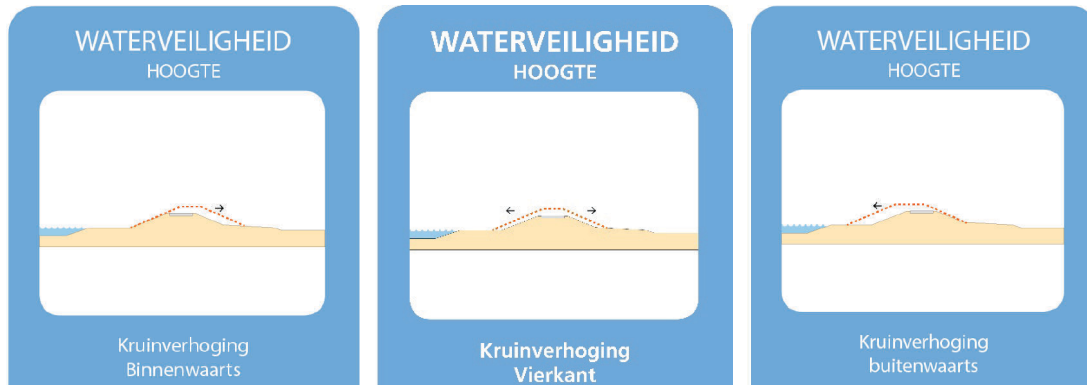 WATERVEILIGHEID
HOOGTE
Kruinverhoging
Binnenwaarts
WATERVEILIGHEID
HOOGTE
Kruinverhoging
Vierkant
WATERVEILIGHEID
HOOGTE
Kruinverhoging
buitenwaarts